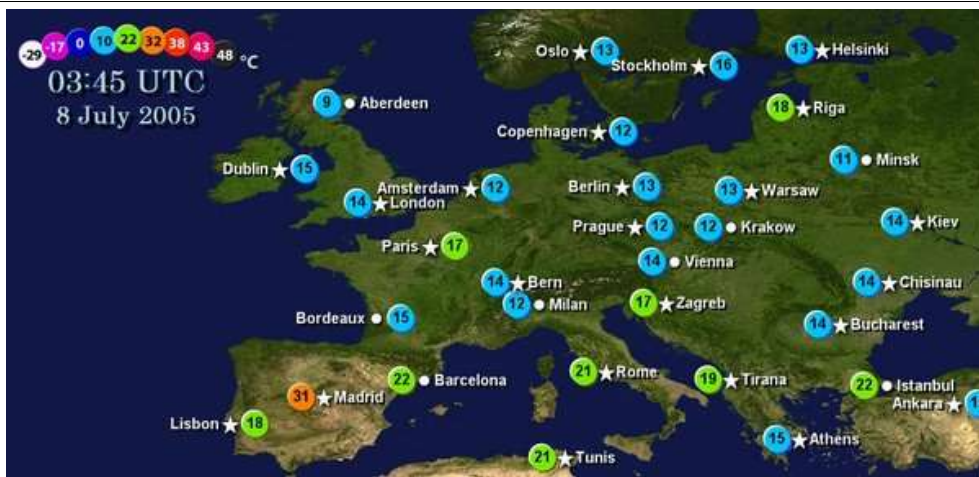 -29 -17 0 10 22 32 38 43 48 °C
03:45 UTC
8 July 2005
Oslo 13
13 Helsinki
Stockholm 16
9 Aberdeen
18 Riga
Copenhagen 12
11 Minsk
Dublin 15
Amsterdam 12
Berlin 13
13 Warsaw
14 London
14 Kiev
Prague 12
12 Krakow
Paris 17
14 Vienna
14 Bern
14 Chisinau
12 Milan
17 Zagreb
Bordeaux 15
14 Bucharest
21 Rome
19 Tirana
22 Barcelona
22 Istanbul
31 Madrid
Ankara
Lisbon 18
15 Athens
21 Tunis